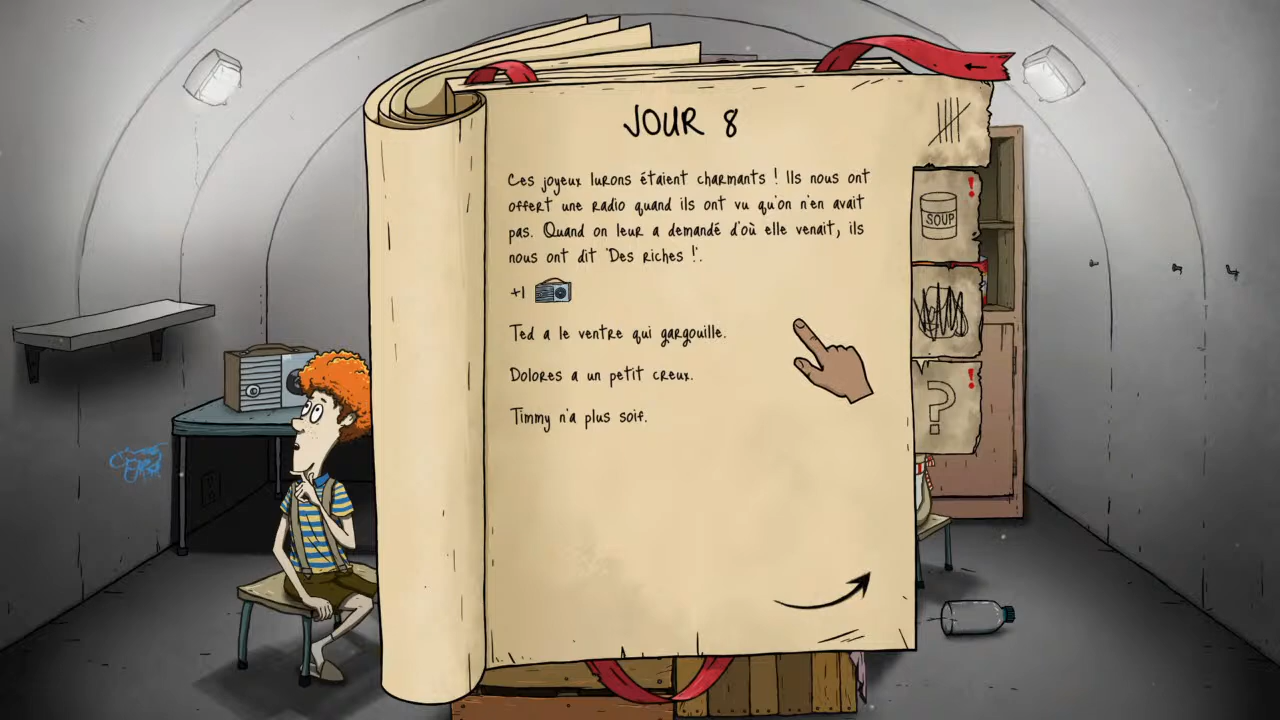 JOUR 8
Ces joyeux lurons étaient charmants ! Ils nous ont
offert une radio quand ils ont vu qu'on n'en avait
pas. Quand on leur a demandé d'où elle venait, ils
nous ont dit 'Des riches !'.
+1
Ted a le ventre qui gargouille.
Dolores a un petit creux.
Timmy n'a plus soif.
!
SOUP
!
?